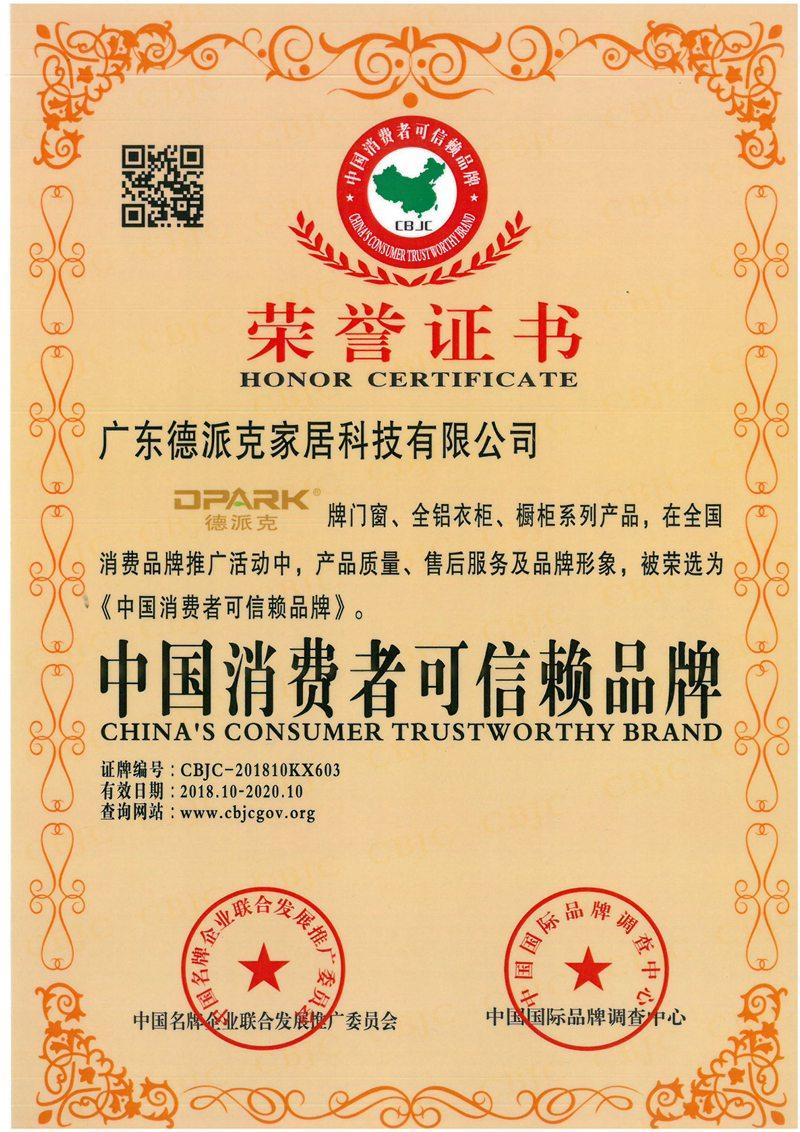 中国消费者可信赖品牌
CBJC
CHINA'S CONSUMER TRUSTWORTHY BRAND
荣誉证书
HONOR CERTIFICATE
广东德派克家居科技有限公司
DPARK®
德派克
牌门窗、全铝衣柜、橱柜系列产品，在全国
消费品牌推广活动中，产品质量、售后服务及品牌形象，被荣选为
《中国消费者可信赖品牌》。
中国消费者可信赖品牌
CHINA'S CONSUMER TRUSTWORTHY BRAND
证牌编号：CBJC-201810KX603
有效日期：2018.10-2020.10
查询网站：www.cbjcgov.org
中国名牌企业联合发展推广委员会
中国名牌企业联合发展推广委员会
中国国际品牌调查中心
中国国际品牌调查中心